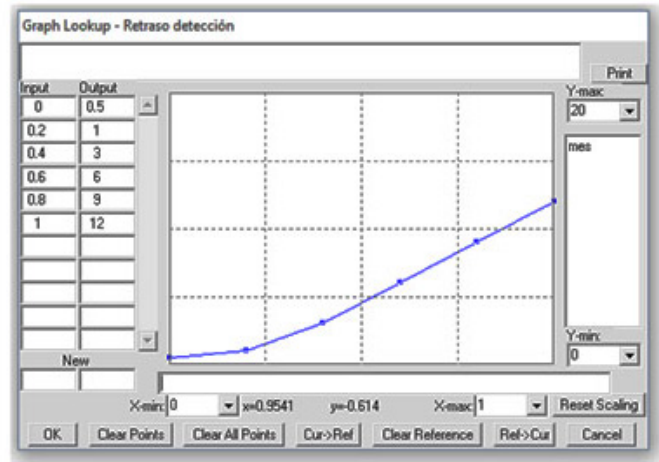 Graph Lookup - Retraso detección
Print
Input Output
0 0.5
0.2 1
0.4 3
0.6 6
0.8 9
1 12
New
Y-max:
20
mes
Y-min:
0
X-min: 0 x=0.9541 y=-0.614 X-max: 1 Reset Scaling
OK Clear Points Clear All Points Cur->Ref Clear Reference Ref->Cur Cancel